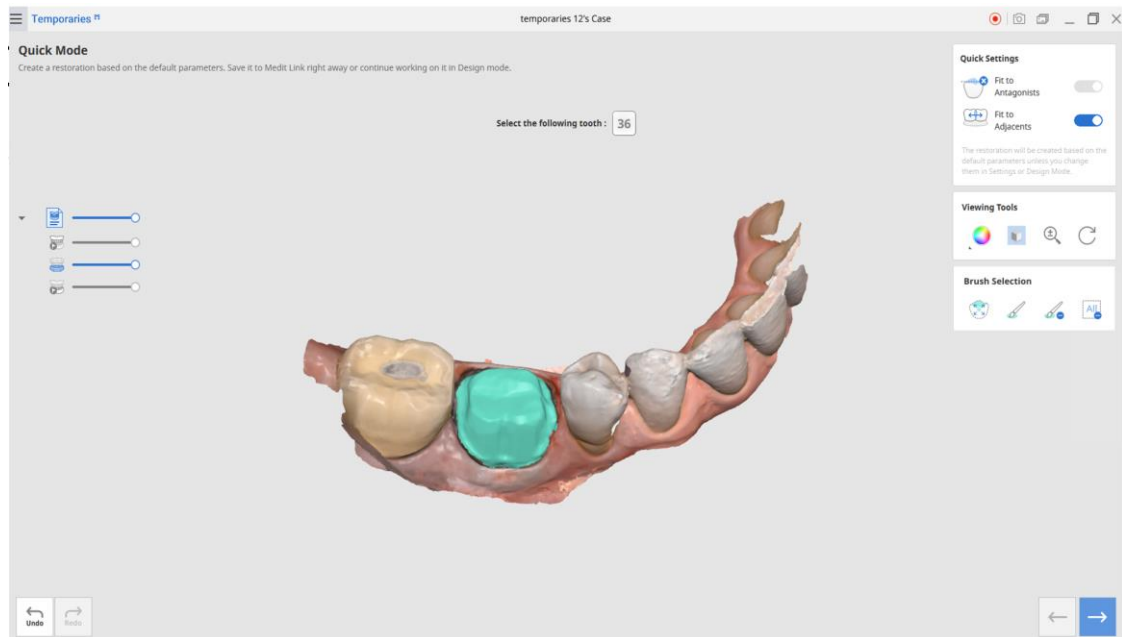 Temporaries
temporaries 12's Case
Quick Mode
Create a restoration based on the default parameters. Save it to Medit Link right away or continue working on it in Design mode.
Select the following tooth : 36
Quick Settings
Fit to
Antagonists
Fit to
Adjacents
The restoration will be created based on the
default parameters unless you change
them in Settings or Design Mode.
Viewing Tools
Brush Selection
All
Undo
Redo